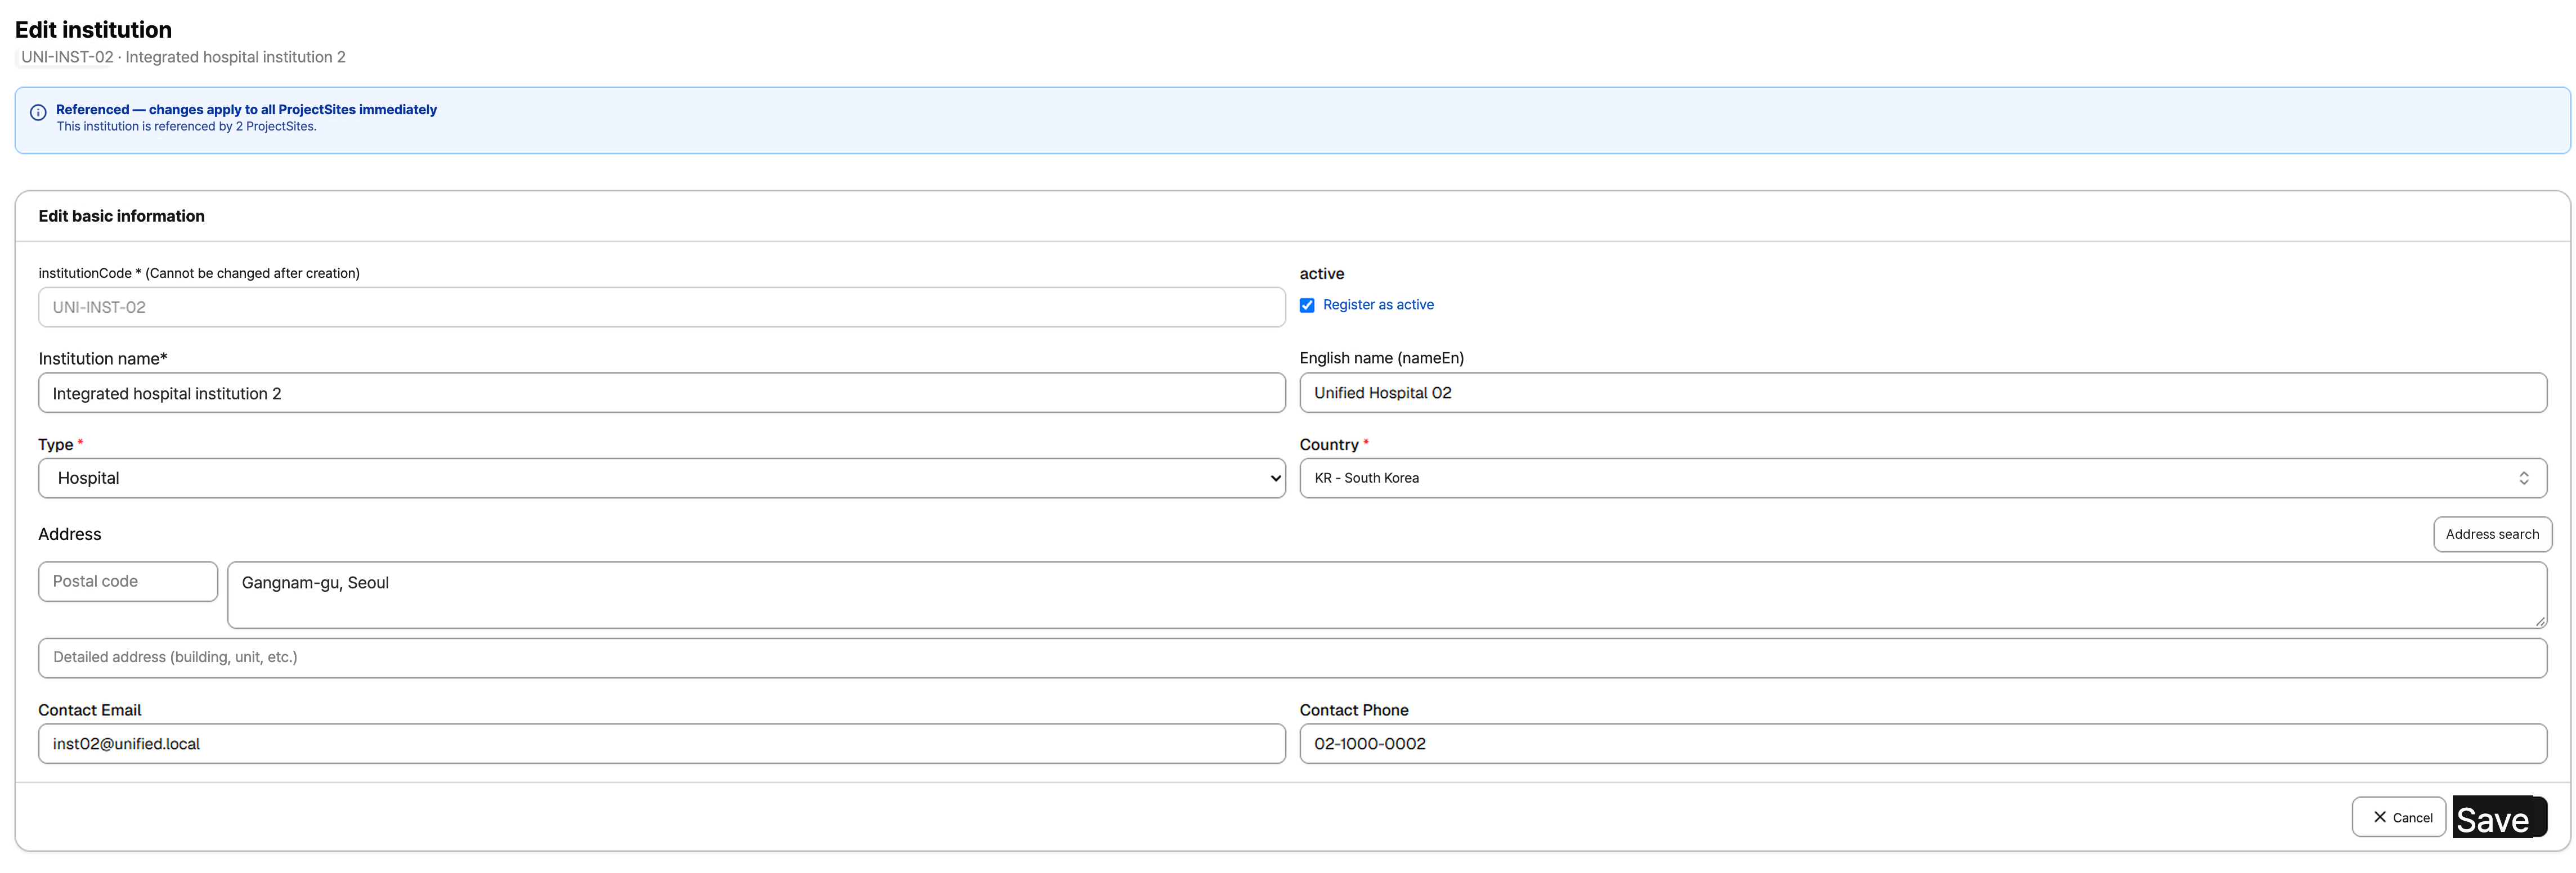 Edit institution
UNI-INST-02 · Integrated hospital institution 2
Referenced — changes apply to all ProjectSites immediately
This institution is referenced by 2 ProjectSites.
Edit basic information
institutionCode * (Cannot be changed after creation)
active
UNI-INST-02
Register as active
Institution name*
English name (nameEn)
Integrated hospital institution 2
Unified Hospital 02
Type *
Country *
Hospital
KR - South Korea
Address
Address search
Postal code
Gangnam-gu, Seoul
Detailed address (building, unit, etc.)
Contact Email
Contact Phone
inst02@unified.local
02-1000-0002
Cancel
Save